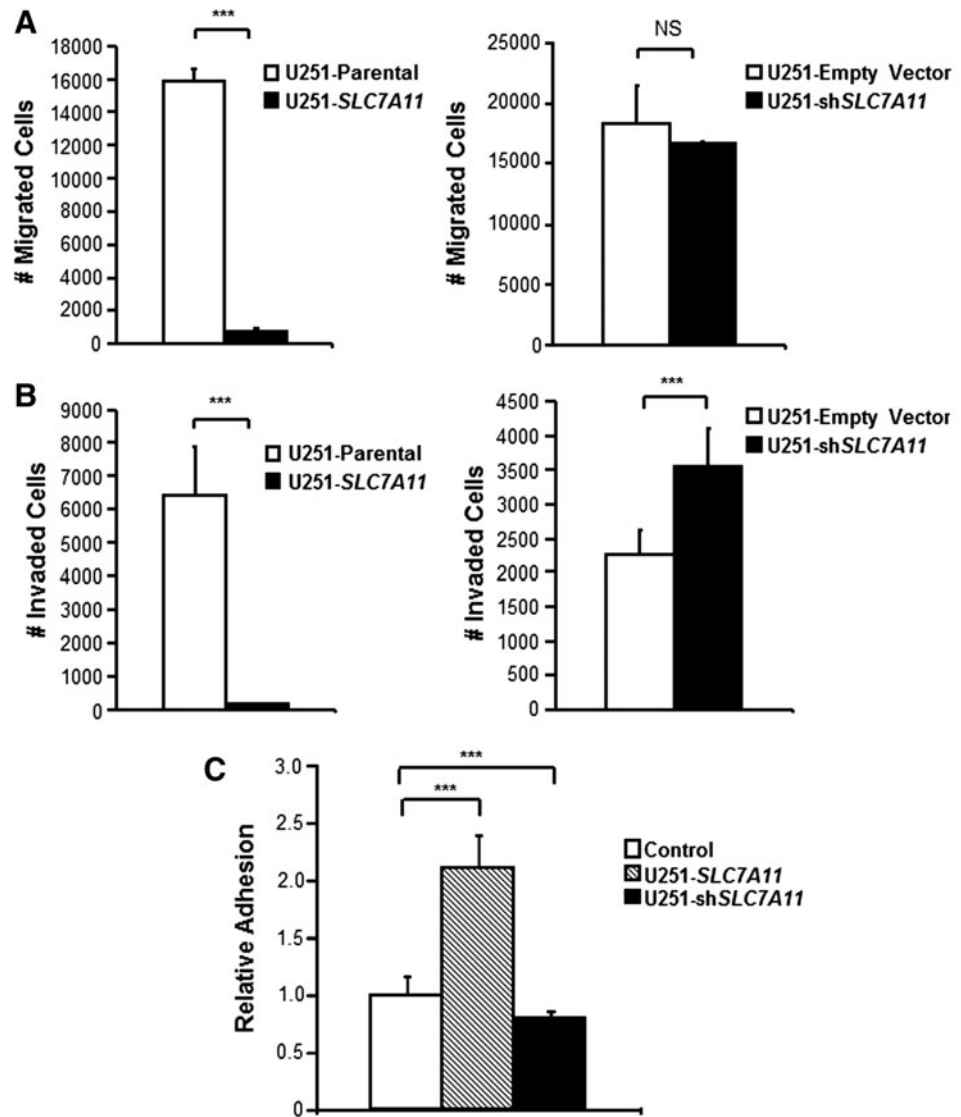 A
***
18000
16000
14000
12000
10000
8000
6000
4000
2000
0
# Migrated Cells
U251-Parental
U251-SLC7A11
NS
25000
20000
15000
10000
5000
0
# Migrated Cells
U251-Empty Vector
U251-shSLC7A11
B
***
9000
8000
7000
6000
5000
4000
3000
2000
1000
0
# Invaded Cells
U251-Parental
U251-SLC7A11
***
4500
4000
3500
3000
2500
2000
1500
1000
500
0
# Invaded Cells
U251-Empty Vector
U251-shSLC7A11
C
***
***
3.0
2.5
2.0
1.5
1.0
0.5
0
Relative Adhesion
Control
U251-SLC7A11
U251-shSLC7A11